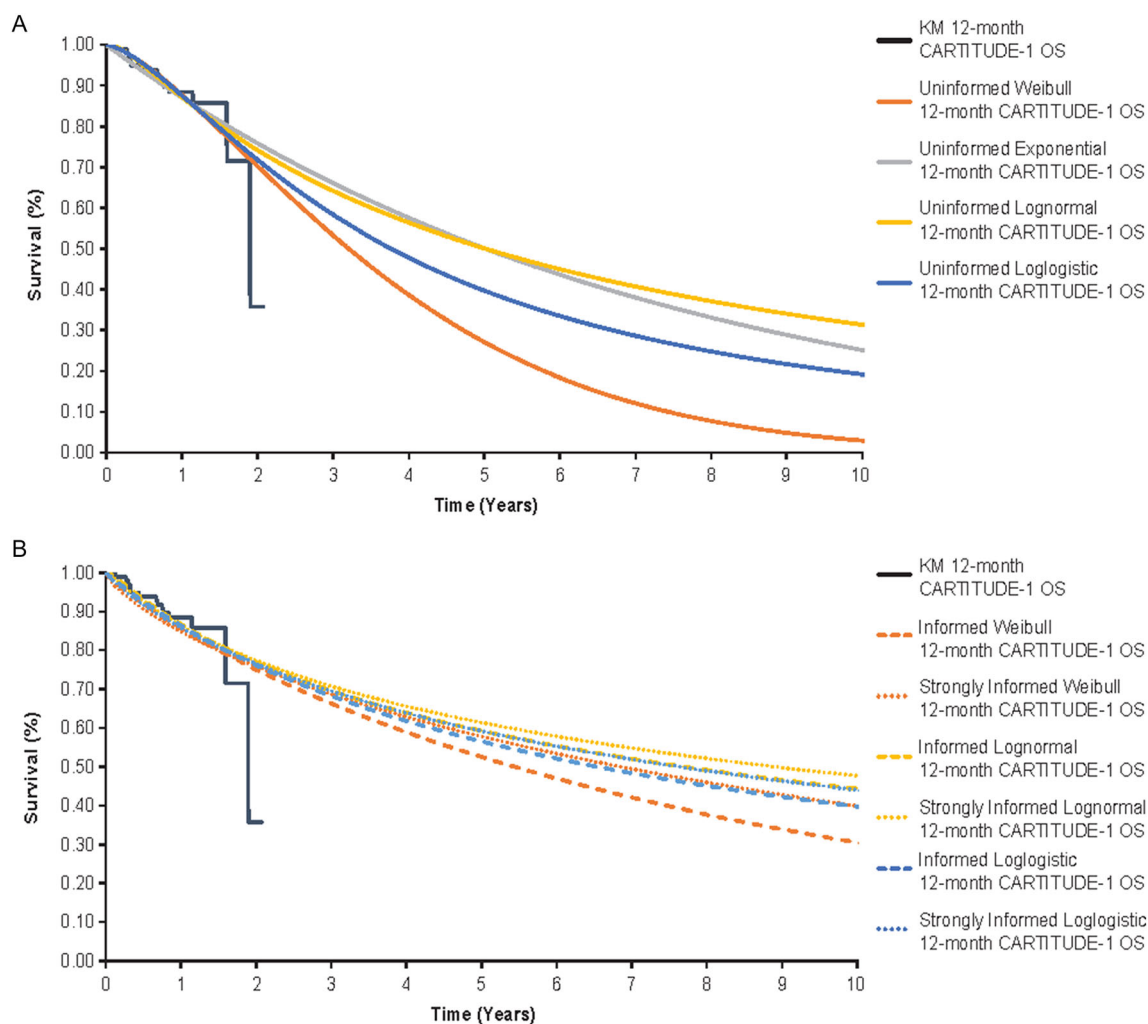 A
1.00
0.90
0.80
0.70
0.60
0.50
0.40
0.30
0.20
0.10
0.00
Survival (%)
0 1 2 3 4 5 6 7 8 9 10
Time (Years)
KM 12-month
CARTITUDE-1 OS
Uninformed Weibull
12-month CARTITUDE-1 OS
Uninformed Exponential
12-month CARTITUDE-1 OS
Uninformed Lognormal
12-month CARTITUDE-1 OS
Uninformed Loglogistic
12-month CARTITUDE-1 OS
B
1.00
0.90
0.80
0.70
0.60
0.50
0.40
0.30
0.20
0.10
0.00
Survival (%)
0 1 2 3 4 5 6 7 8 9 10
Time (Years)
KM 12-month
CARTITUDE-1 OS
Informed Weibull
12-month CARTITUDE-1 OS
Strongly Informed Weibull
12-month CARTITUDE-1 OS
Informed Lognormal
12-month CARTITUDE-1 OS
Strongly Informed Lognormal
12-month CARTITUDE-1 OS
Informed Loglogistic
12-month CARTITUDE-1 OS
Strongly Informed Loglogistic
12-month CARTITUDE-1 OS